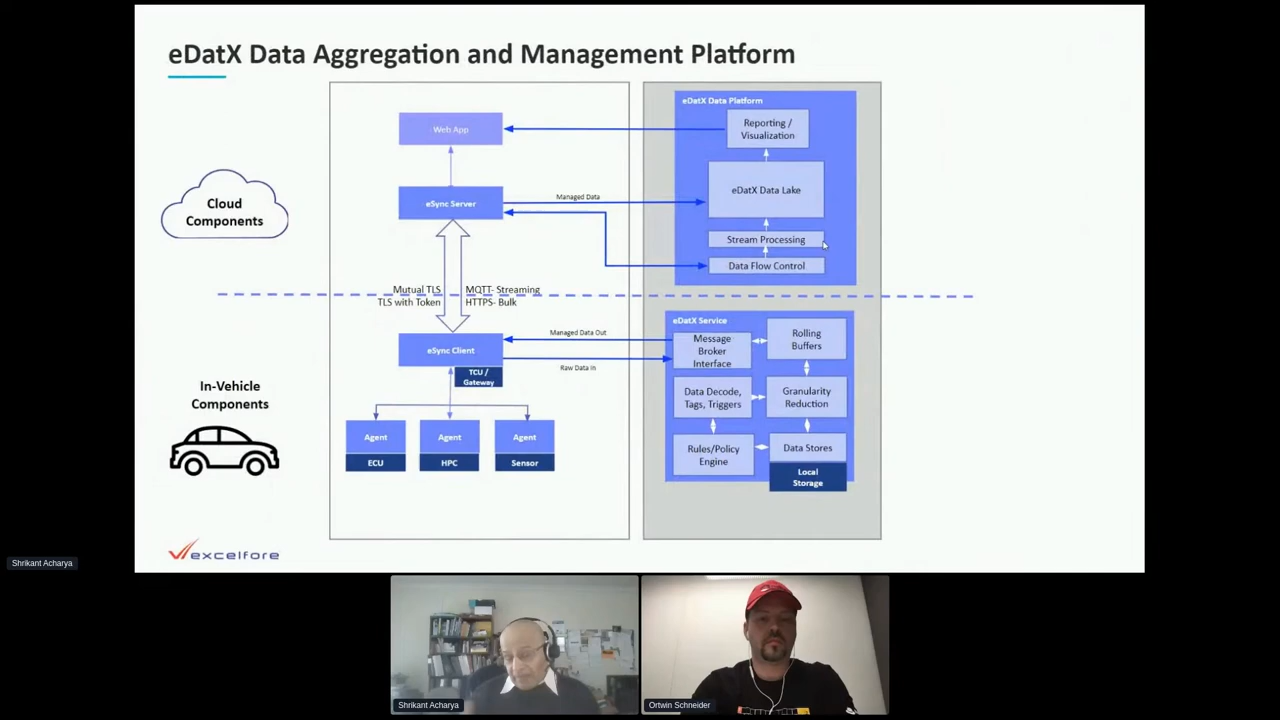 eDatX Data Aggregation and Management Platform
Cloud
Components
In-Vehicle
Components
Web App
eSync Server
Mutual TLS
TLS with Token
MQTT- Streaming
HTTPS- Bulk
eSync Client
TCU /
Gateway
Agent
ECU
Agent
HPC
Agent
Sensor
Managed Data
Managed Data Out
Raw Data In
eDatX Data Platform
Reporting /
Visualization
eDatX Data Lake
Stream Processing
Data Flow Control
eDatX Service
Message
Broker
Interface
Rolling
Buffers
Data Decode,
Tags, Triggers
Granularity
Reduction
Rules/Policy
Engine
Data Stores
Local
Storage
excelfore
Shrikant Acharya
Shrikant Acharya
Ortwin Schneider